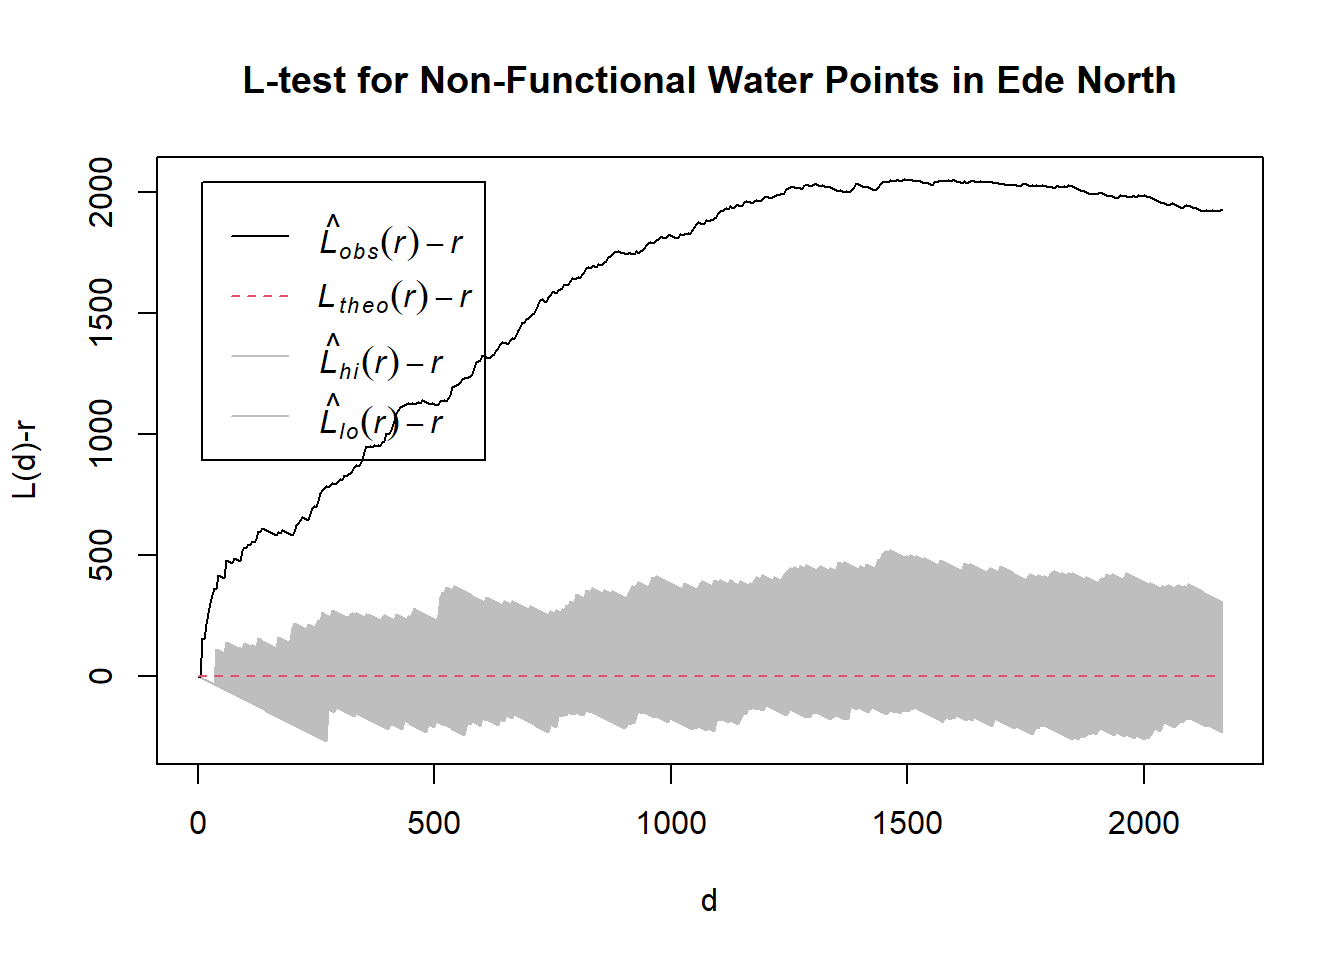 L-test for Non-Functional Water Points in Ede North
L̂obs(r) − r
Ltheo(r) − r
L̂hi(r) − r
L̂lo(r) − r
L(d)-r
2000
1500
1000
500
0
0 500 1000 1500 2000
d